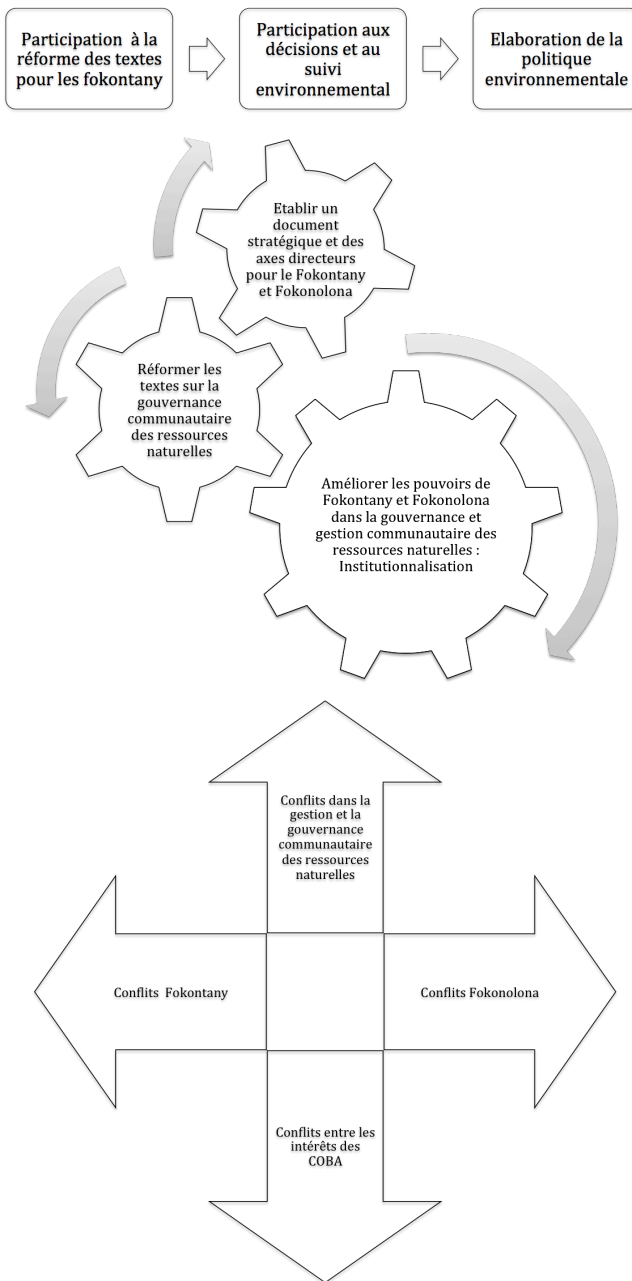 Participation à la
réforme des textes
pour les fokontany
Participation aux
décisions et au
suivi
environnemental
Elaboration de la
politique
environnementale
Etablir un
document
stratégique et des
axes directeurs
pour le Fokontany
et Fokonolona
Réformer les
textes sur la
gouvernance
communautaire
des ressources
naturelles
Améliorer les pouvoirs de
Fokontany et Fokonolona
dans la gouvernance et
gestion communautaire des
ressources naturelles :
Institutionnalisation
Conflits dans la
gestion et la
gouvernance
communautaire
des ressources
naturelles
Conflits Fokontany
Conflits Fokonolona
Conflits entre les
intérêts des
COBA